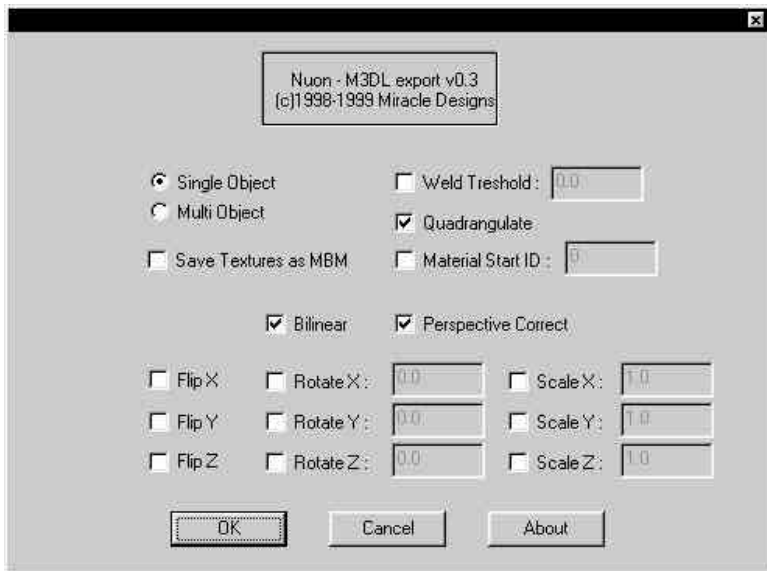 Nuon - M3DL export v0.3
(c)1998-1999 Miracle Designs
Single Object
Weld Treshold : 0.0
Multi Object
Quadrangulate
Save Textures as MBM
Material Start ID : 0
Bilinear
Perspective Correct
Flip X
Rotate X : 0.0
Scale X : 1.0
Flip Y
Rotate Y : 0.0
Scale Y : 1.0
Flip Z
Rotate Z : 0.0
Scale Z : 1.0
OK
Cancel
About